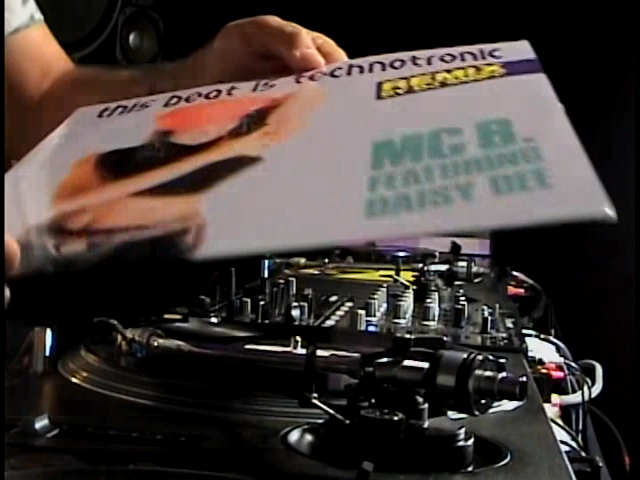 this beat is technotronic
REMIX
MC B.
FEATURING
DAISY DEE